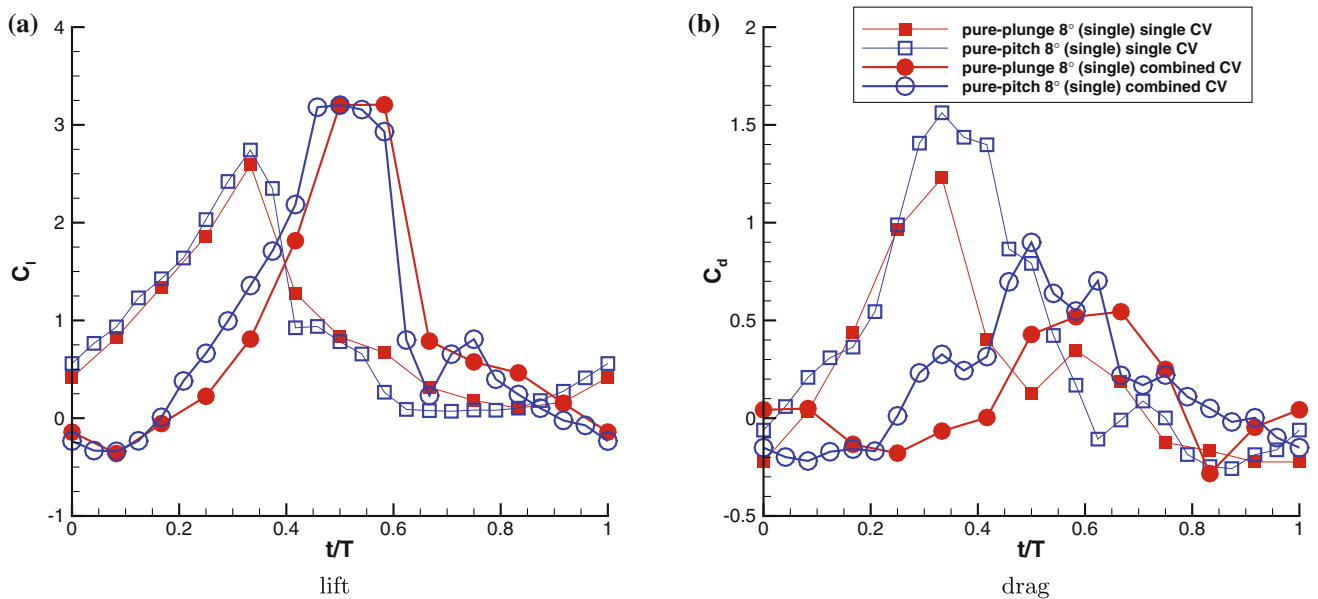 (a)
4
3
2
1
0
-1
C_l
0
0.2
0.4
0.6
0.8
1
t/T
lift
(b)
pure-plunge 8° (single) single CV
pure-pitch 8° (single) single CV
pure-plunge 8° (single) combined CV
pure-pitch 8° (single) combined CV
2
1.5
1
0.5
0
-0.5
C_d
0
0.2
0.4
0.6
0.8
1
t/T
drag